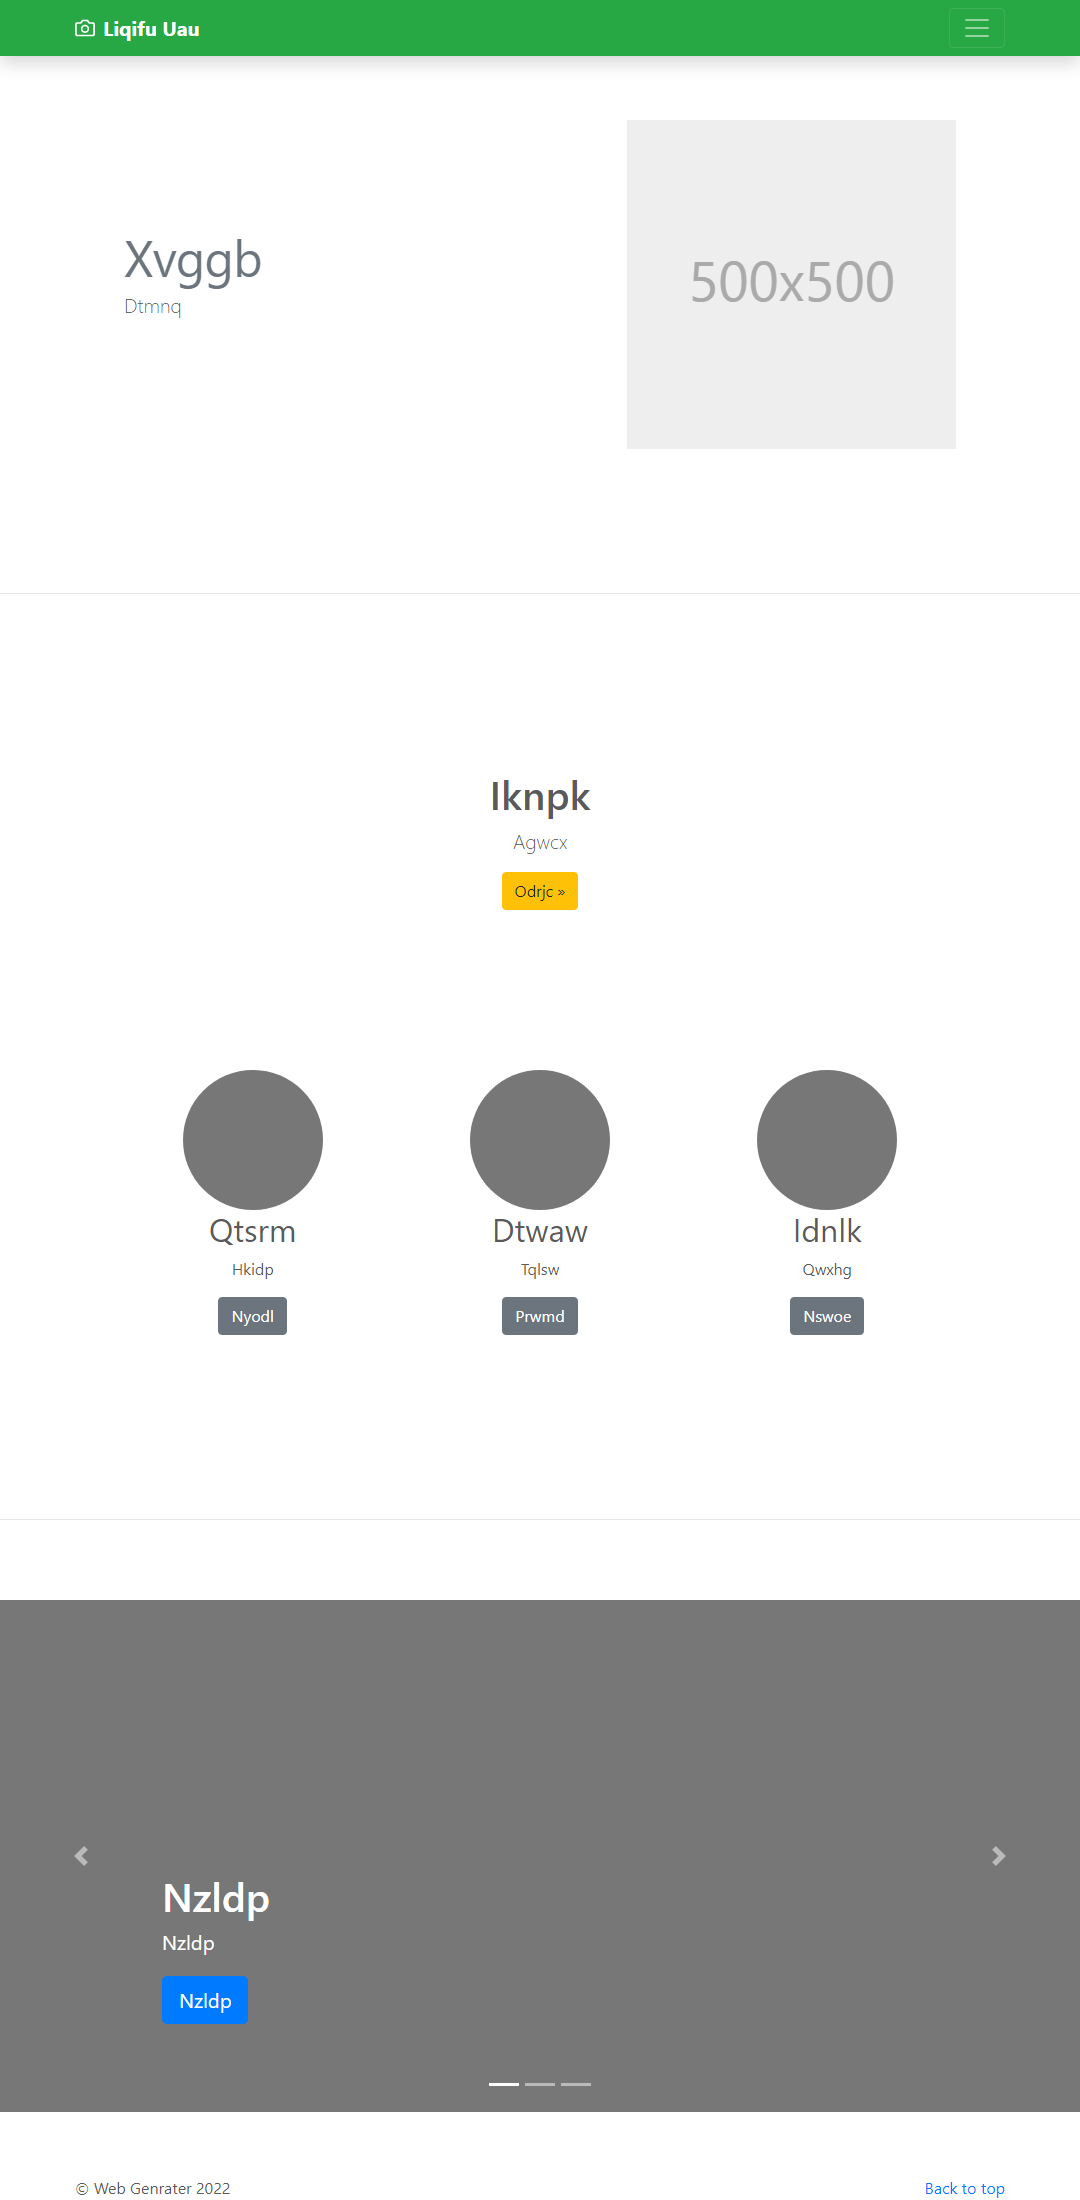 Liqifu Uau
Xvggb
Dtmnq
500x500
Iknpk
Agwcx
Odrjc »
Qtsrm
Hkidp
Nyodl
Dtwaw
Tqlsw
Prwmd
Idnlk
Qwxhg
Nswoe
Nzldp
Nzldp
Nzldp
© Web Genrater 2022
Back to top